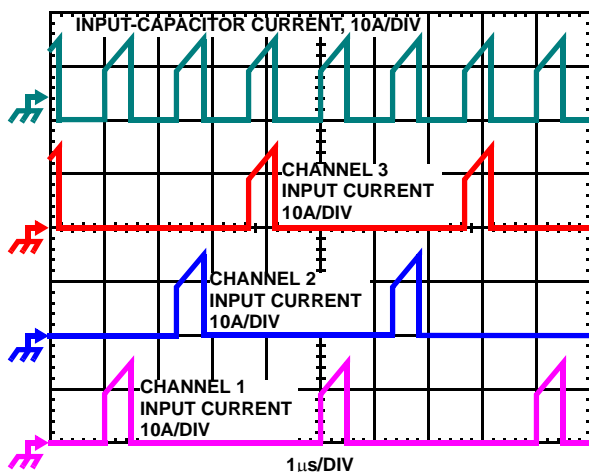 INPUT-CAPACITOR CURRENT, 10A/DIV
CHANNEL 3
INPUT CURRENT
10A/DIV
CHANNEL 2
INPUT CURRENT
10A/DIV
CHANNEL 1
INPUT CURRENT
10A/DIV
1μs/DIV